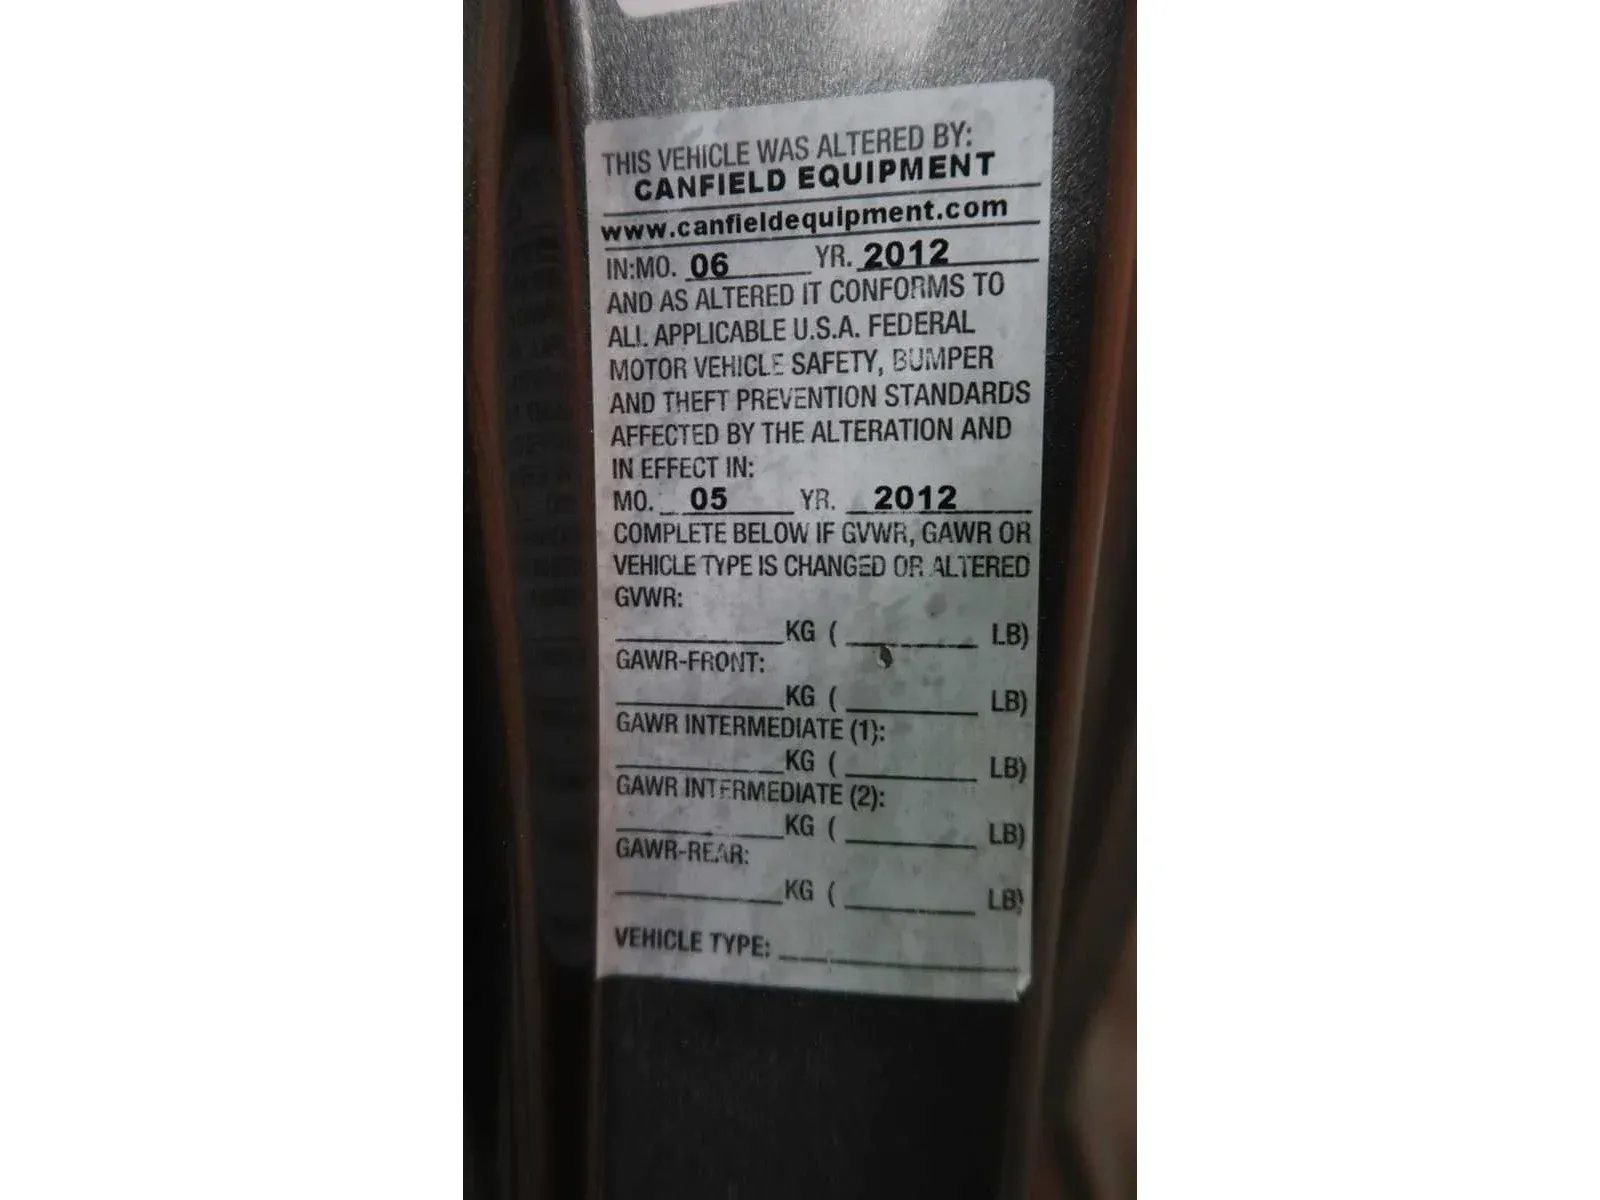 THIS VEHICLE WAS ALTERED BY:
CANFIELD EQUIPMENT
www.canfieldequipment.com
IN:MO. 06 YR. 2012
AND AS ALTERED IT CONFORMS TO
ALL APPLICABLE U.S.A. FEDERAL
MOTOR VEHICLE SAFETY, BUMPER
AND THEFT PREVENTION STANDARDS
AFFECTED BY THE ALTERATION AND
IN EFFECT IN:
MO. 05 YR. 2012
COMPLETE BELOW IF GVWR, GAWR OR
VEHICLE TYPE IS CHANGED OR ALTERED
GVWR:
KG ( LB)
GAWR-FRONT:
KG ( LB)
GAWR INTERMEDIATE (1):
KG ( LB)
GAWR INTERMEDIATE (2):
KG ( LB)
GAWR-REAR:
KG ( LB)
VEHICLE TYPE: